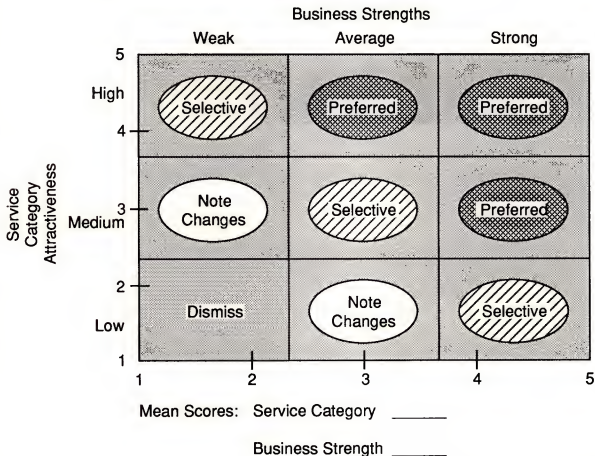 Business Strengths
Weak Average Strong
5
High
Selective Preferred Preferred
4
Service
Category
Attractiveness
Medium
3
Note
Changes
Selective Preferred
2
Dismiss
Note
Changes
Selective
Low
1
1 2 3 4 5
Mean Scores: Service Category ______
Business Strength ______